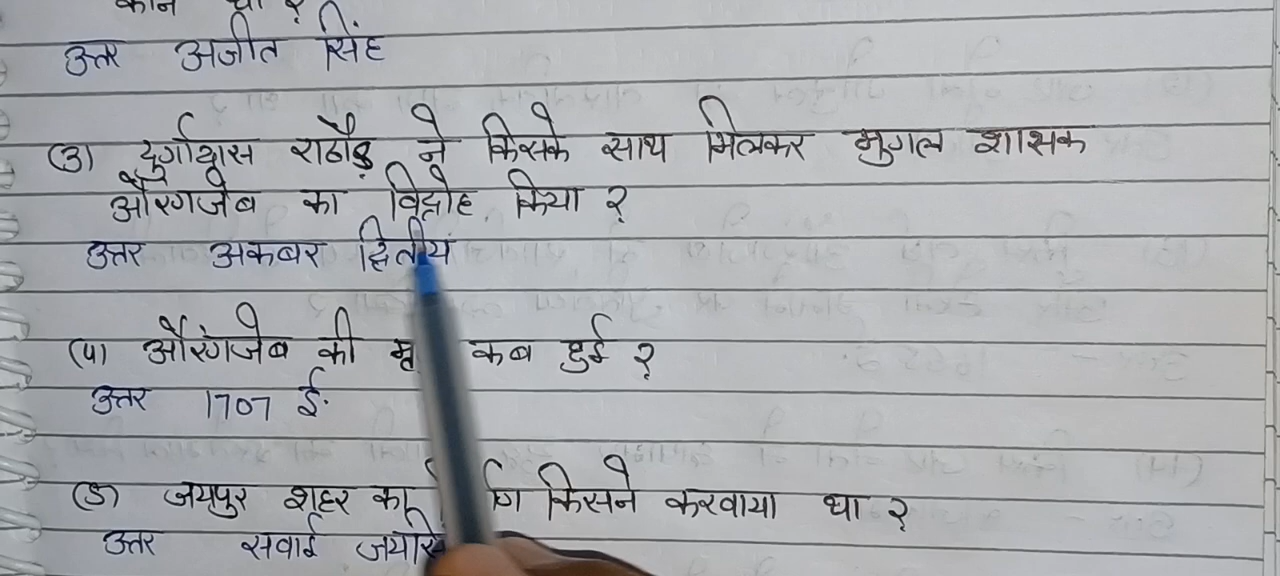 कौन था ?
उत्तर अजीत सिंह
(3) दुर्गादास राठौड़ ने किसके साथ मिलकर मुगल शासक
औरंगजेब का विद्रोह किया ?
उत्तर अकबर द्वितीय
(4) औरंगजेब की कब हुई ?
उत्तर 1707 ई.
(5) जयपुर शहर का किसने करवाया था ?
उत्तर सवाई